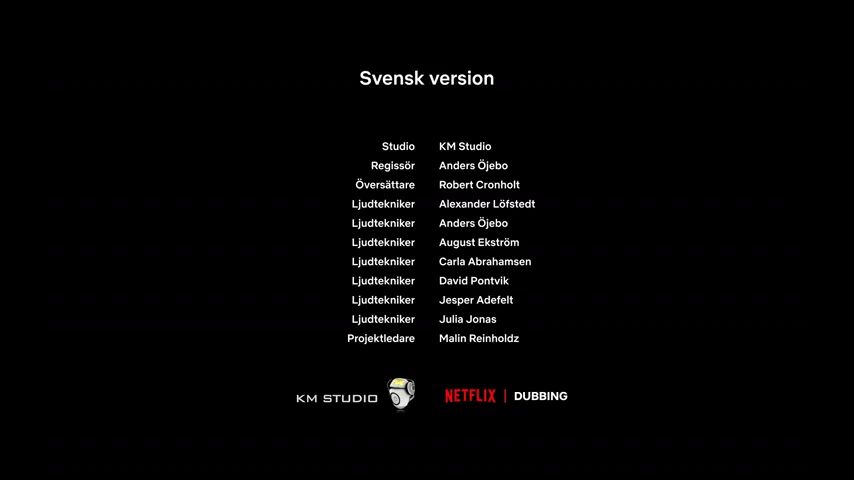 Svensk version
Studio KM Studio
Regissör Anders Öjebo
Översättare Robert Cronholt
Ljudtekniker Alexander Löfstedt
Ljudtekniker Anders Öjebo
Ljudtekniker August Ekström
Ljudtekniker Carla Abrahamsen
Ljudtekniker David Pontvik
Ljudtekniker Jesper Adefelt
Ljudtekniker Julia Jonas
Projektledare Malin Reinholdz
KM STUDIO NETFLIX | DUBBING